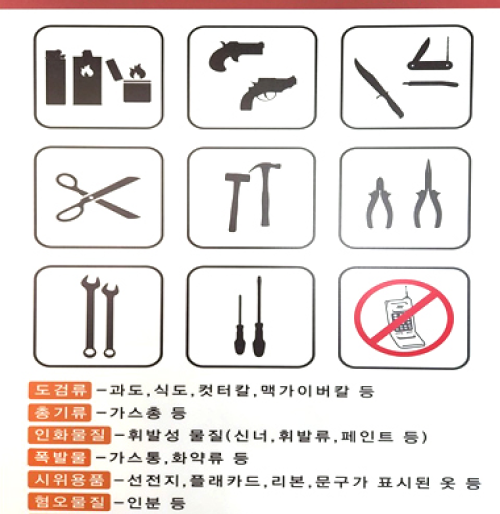 도검류 - 과도, 식도, 컷터칼, 맥가이버칼 등
총기류 - 가스총 등
인화물질 - 휘발성 물질(신너, 휘발류, 페인트 등)
폭발물 - 가스통, 화약류 등
시위용품 - 선전지, 플래카드, 리본, 문구가 표시된 옷 등
혐오물질 - 인분 등